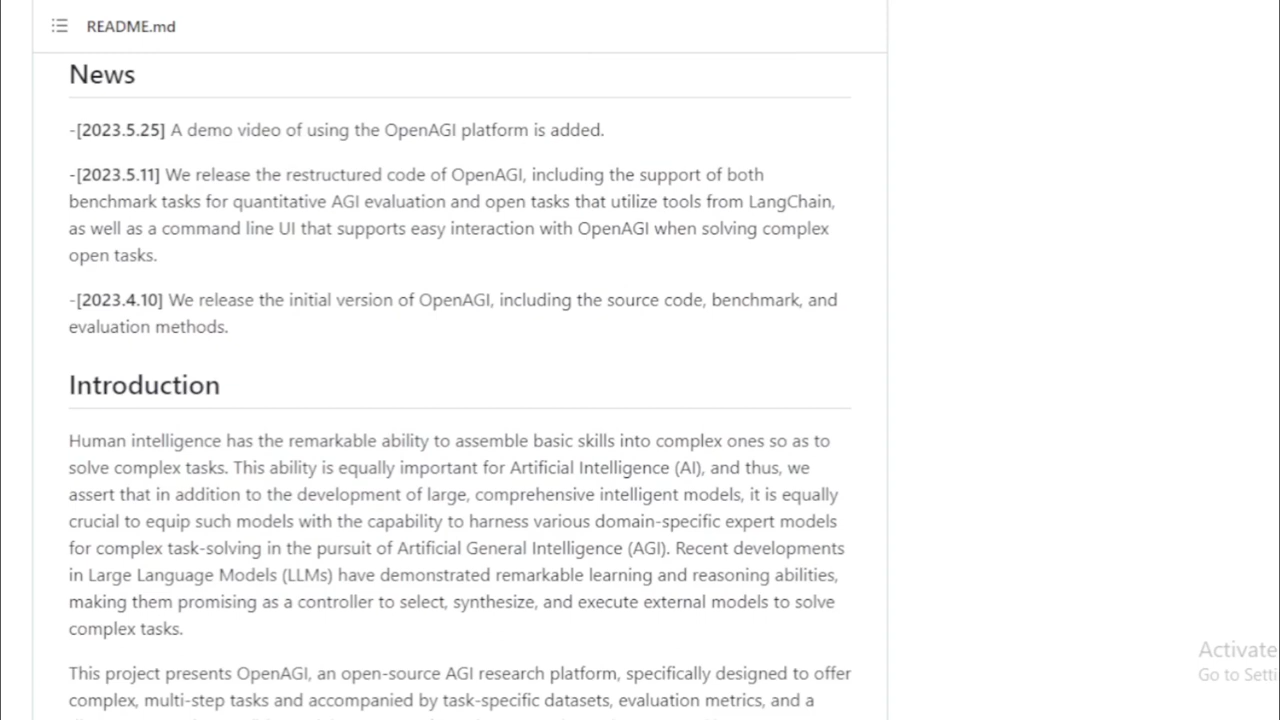 README.md
News
-[2023.5.25] A demo video of using the OpenAGI platform is added.
-[2023.5.11] We release the restructured code of OpenAGI, including the support of both
benchmark tasks for quantitative AGI evaluation and open tasks that utilize tools from LangChain,
as well as a command line UI that supports easy interaction with OpenAGI when solving complex
open tasks.
-[2023.4.10] We release the initial version of OpenAGI, including the source code, benchmark, and
evaluation methods.
Introduction
Human intelligence has the remarkable ability to assemble basic skills into complex ones so as to
solve complex tasks. This ability is equally important for Artificial Intelligence (AI), and thus, we
assert that in addition to the development of large, comprehensive intelligent models, it is equally
crucial to equip such models with the capability to harness various domain-specific expert models
for complex task-solving in the pursuit of Artificial General Intelligence (AGI). Recent developments
in Large Language Models (LLMs) have demonstrated remarkable learning and reasoning abilities,
making them promising as a controller to select, synthesize, and execute external models to solve
complex tasks.
This project presents OpenAGI, an open-source AGI research platform, specifically designed to offer
complex, multi-step tasks and accompanied by task-specific datasets, evaluation metrics, and a
Activate
Go to Setti